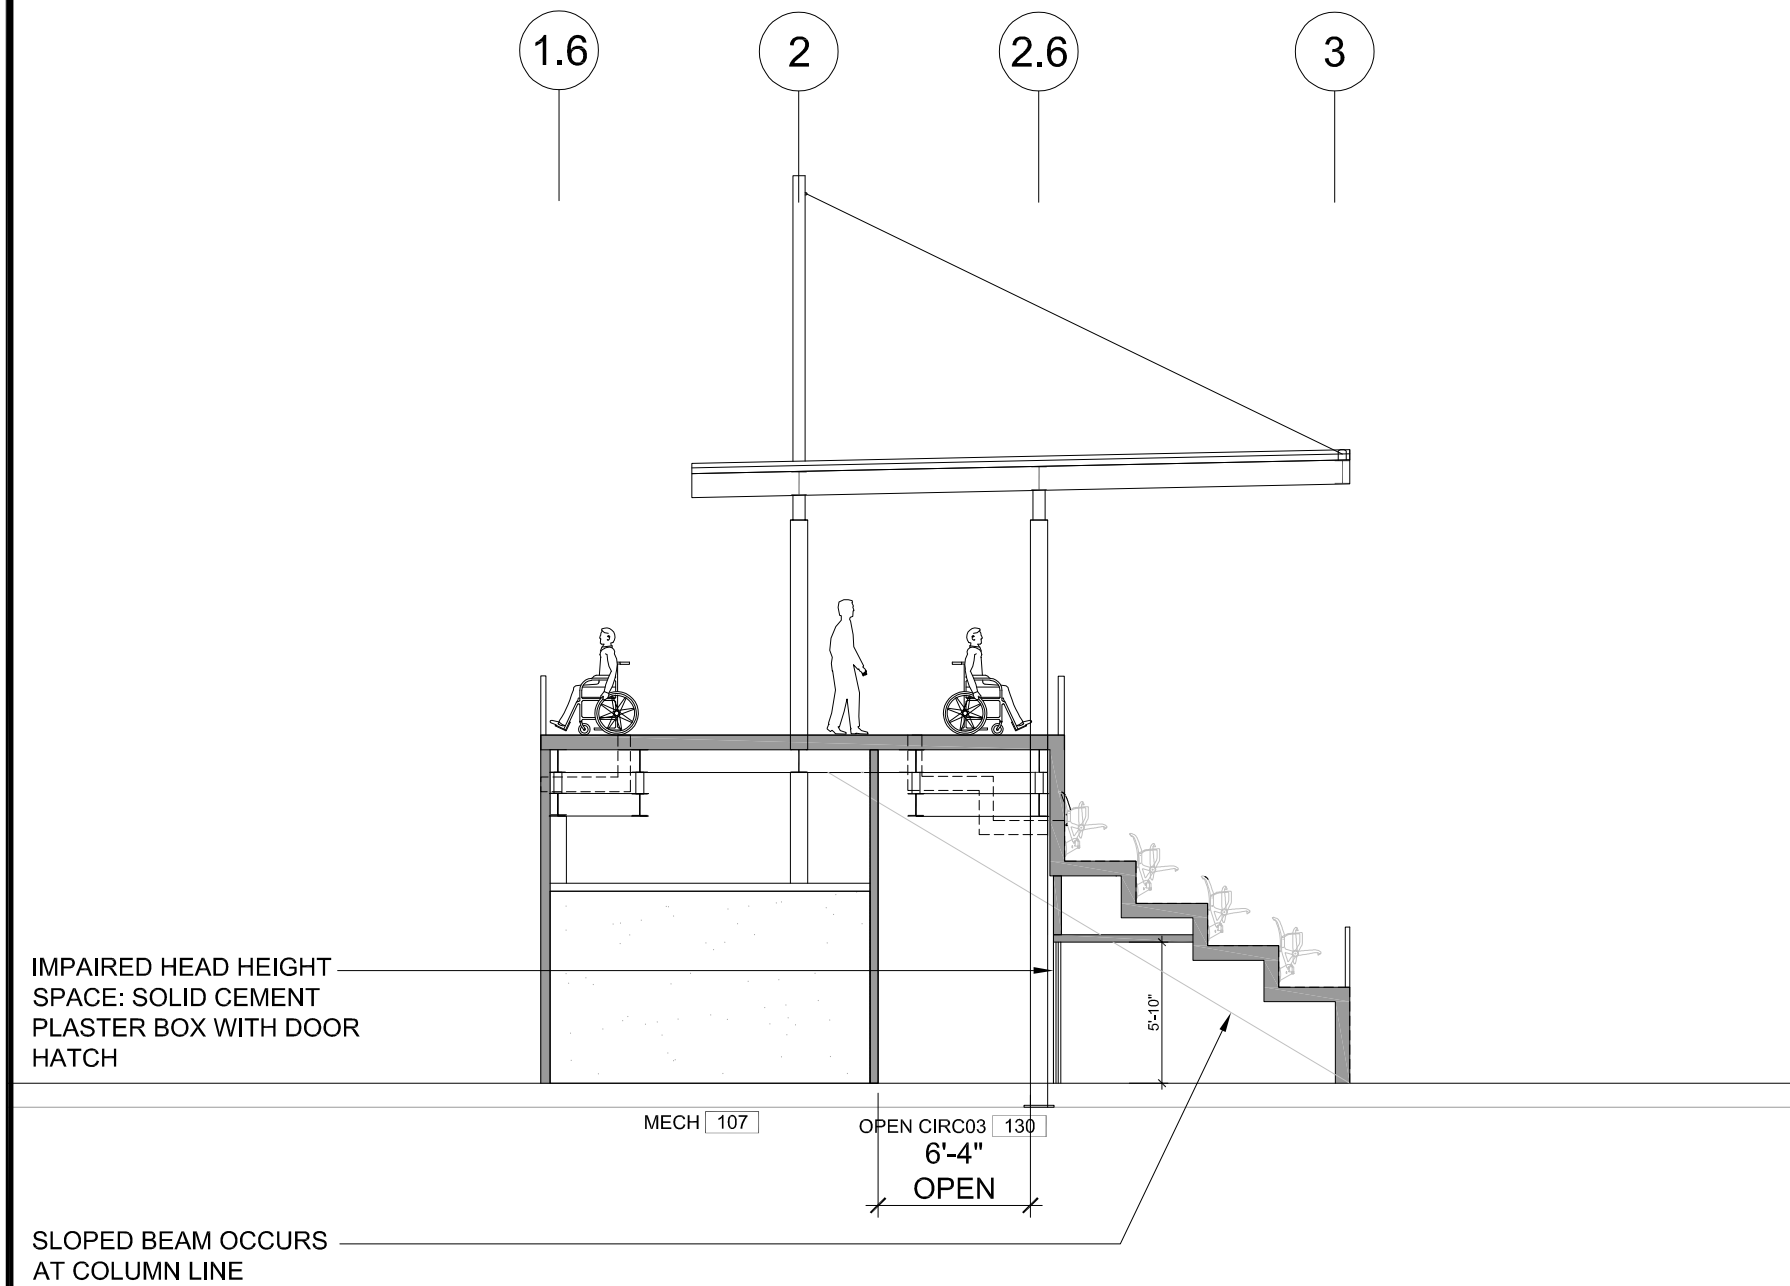 1.6
2
2.6
3
IMPAIRED HEAD HEIGHT
SPACE: SOLID CEMENT
PLASTER BOX WITH DOOR
HATCH
5'-10"
MECH 107
OPEN CIRC03 130
6'-4"
OPEN
SLOPED BEAM OCCURS
AT COLUMN LINE